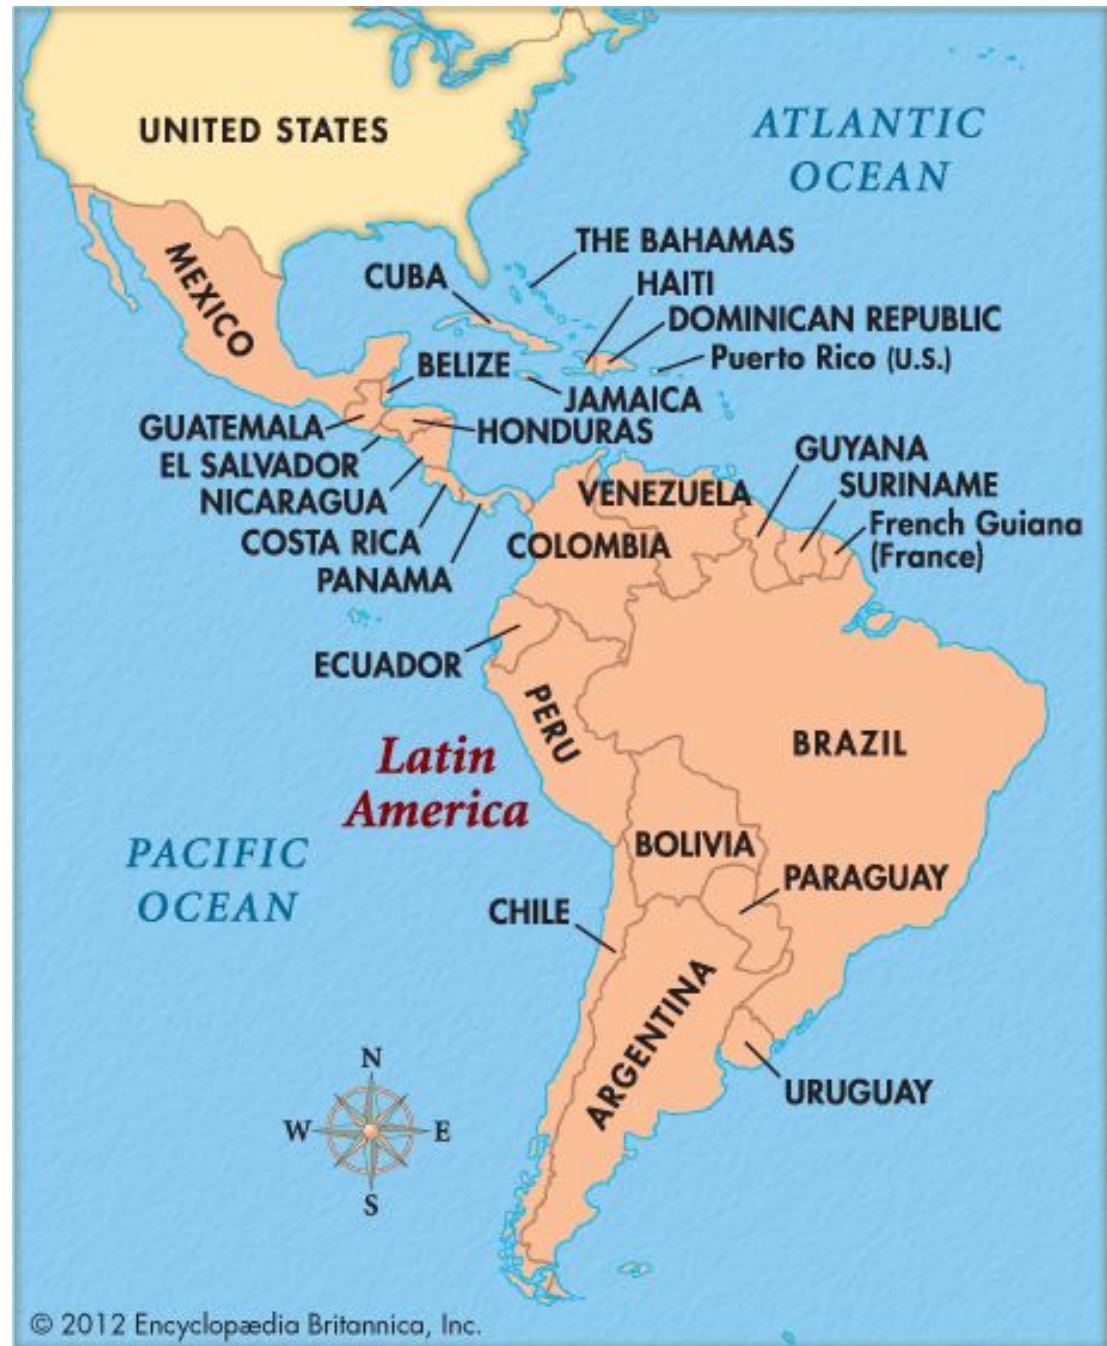 UNITED STATES
ATLANTIC
OCEAN
MEXICO
THE BAHAMAS
CUBA
HAITI
DOMINICAN REPUBLIC
Puerto Rico (U.S.)
BELIZE
JAMAICA
GUATEMALA
HONDURAS
EL SALVADOR
NICARAGUA
COSTA RICA
PANAMA
GUYANA
SURINAME
French Guiana
(France)
VENEZUELA
COLOMBIA
ECUADOR
PERU
BRAZIL
Latin
America
PACIFIC
OCEAN
BOLIVIA
PARAGUAY
CHILE
ARGENTINA
URUGUAY
N
W
E
S
© 2012 Encyclopædia Britannica, Inc.